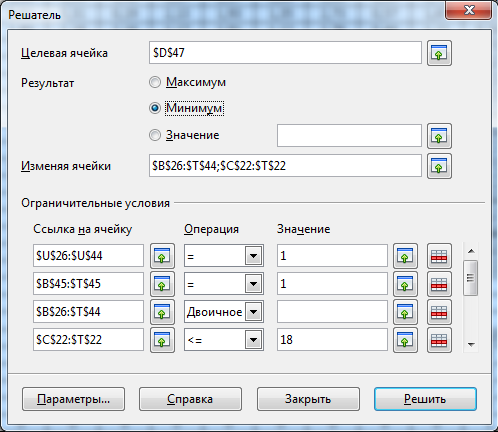 Решатель
Целевая ячейка $D$47
Результат Максимум
Минимум
Значение
Изменяя ячейки $B$26:$T$44;$C$22:$T$22
Ограничительные условия
Ссылка на ячейку Операция Значение
$U$26:$U$44 = 1
$B$45:$T$45 = 1
$B$26:$T$44 Двоичное
$C$22:$T$22 <= 18
Параметры... Справка Закрыть Решить